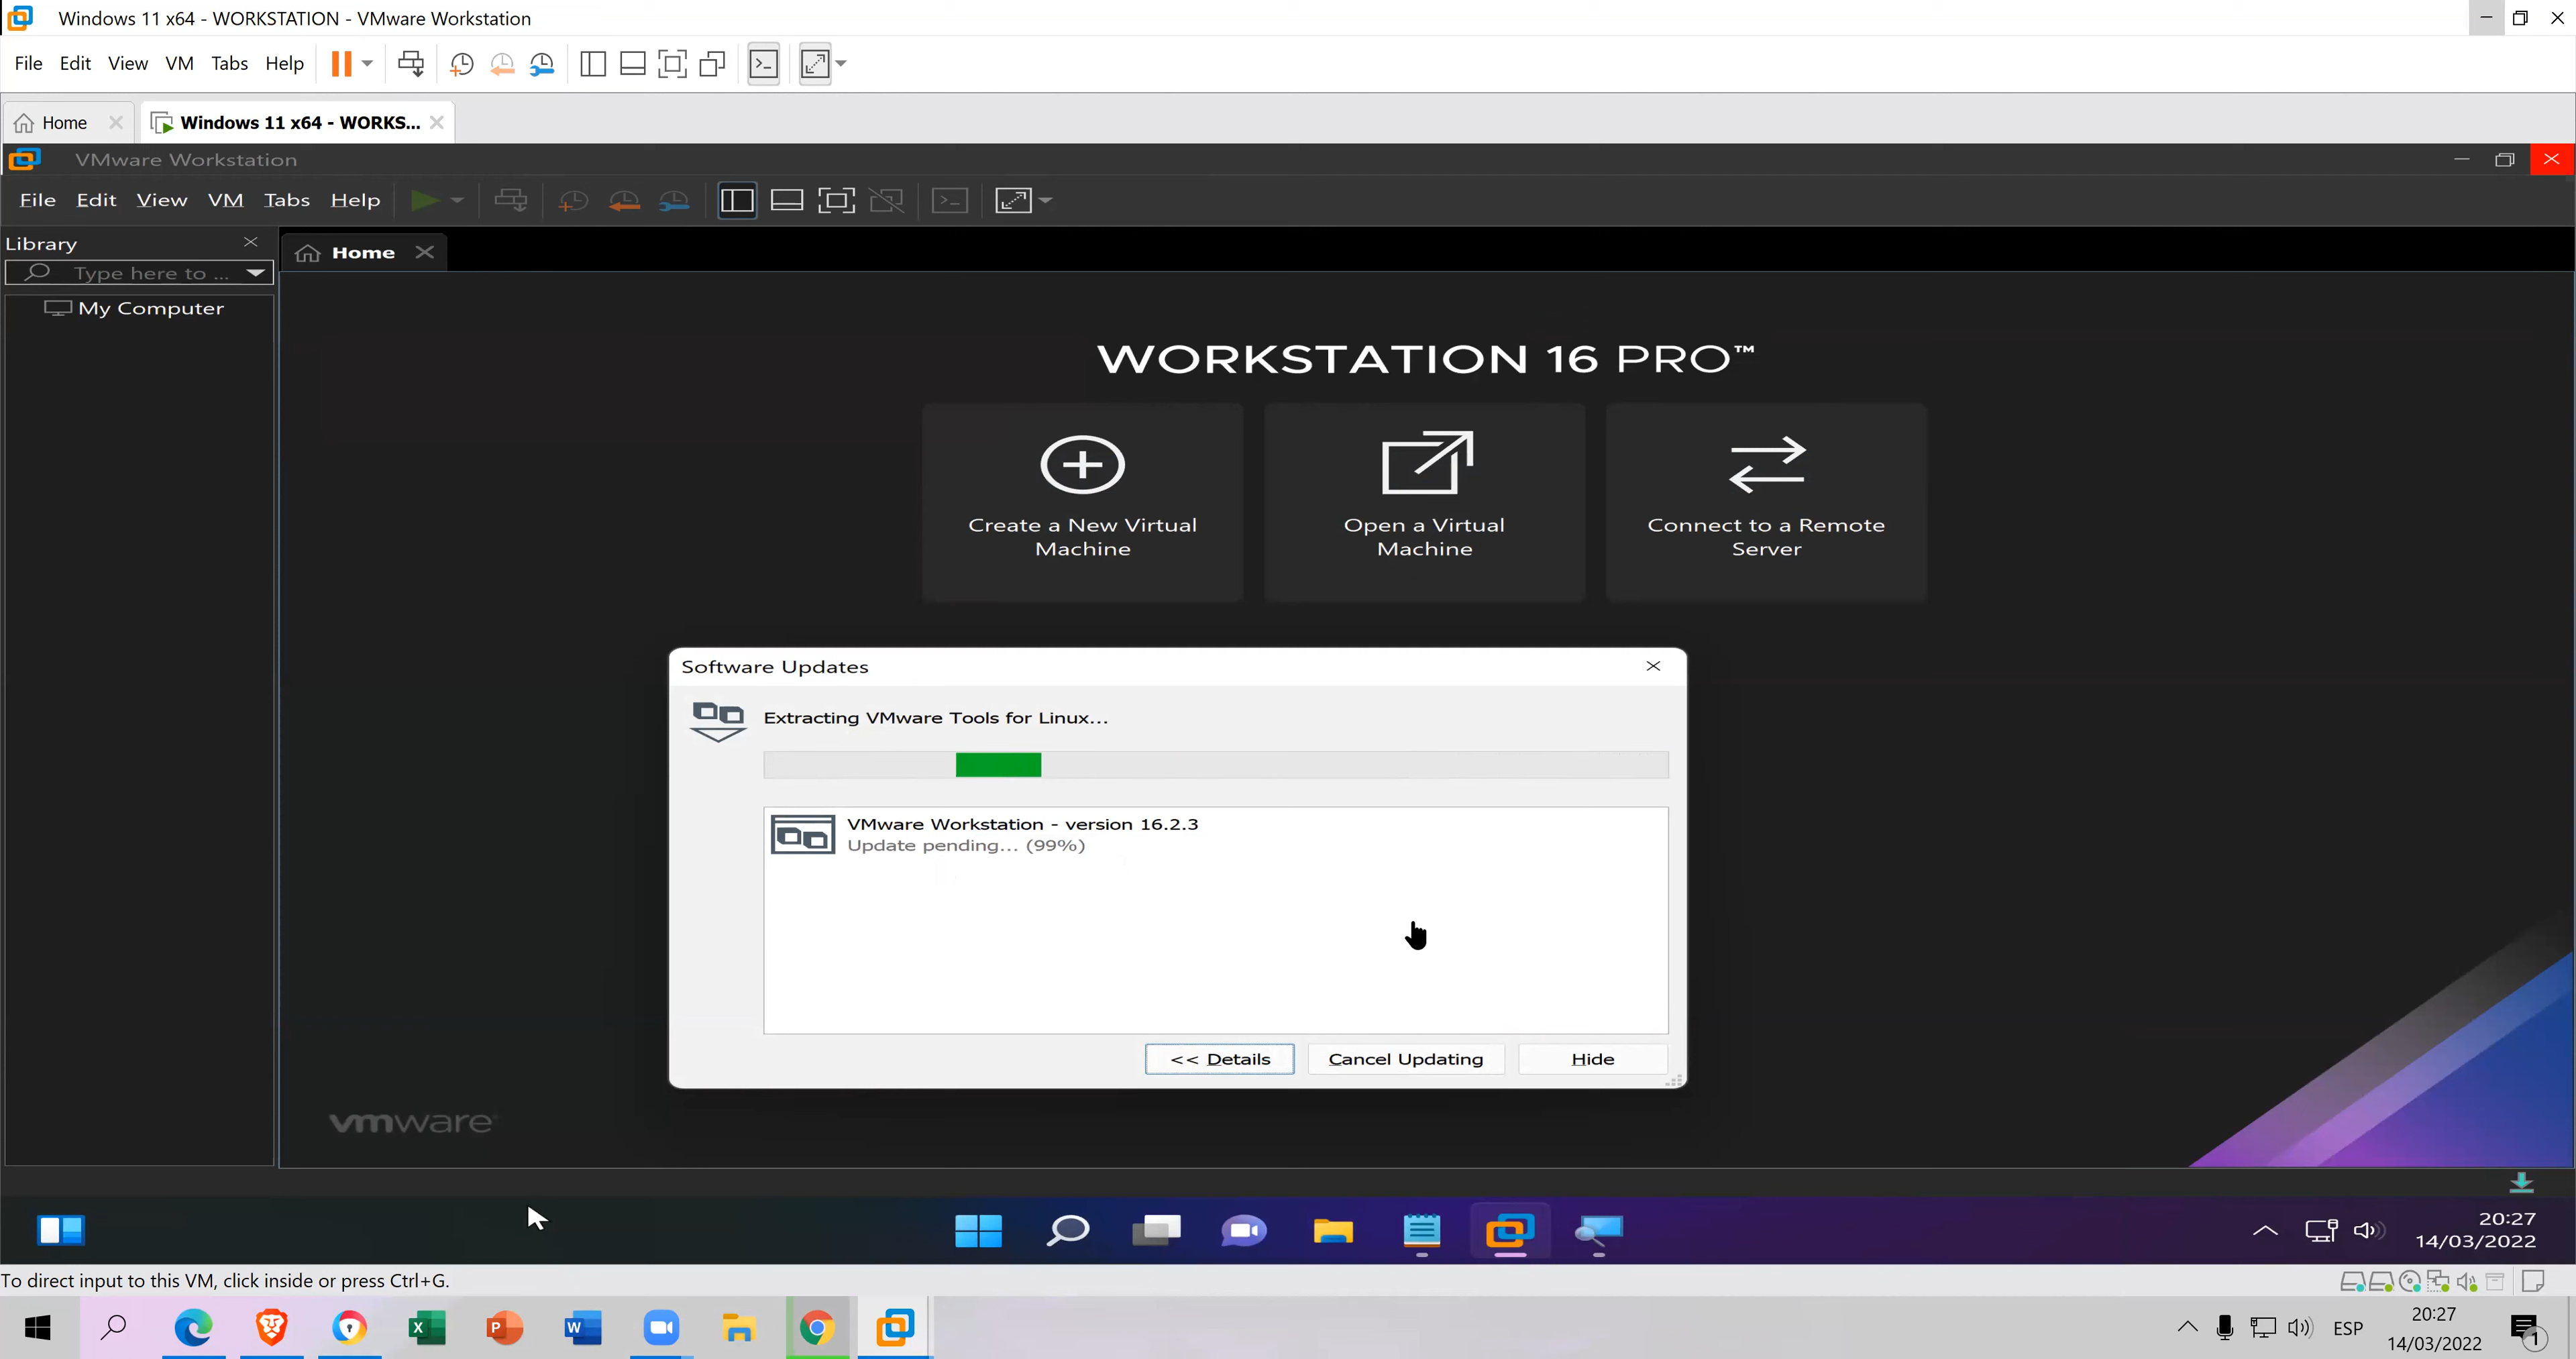 Windows 11 x64 - WORKSTATION - VMware Workstation
File Edit View VM Tabs Help
Home
Windows 11 x64 - WORKS...
VMware Workstation
File Edit View VM Tabs Help
Library
Type here to ...
My Computer
Home
WORKSTATION 16 PRO™
Create a New Virtual
Machine
Open a Virtual
Machine
Connect to a Remote
Server
Software Updates
Extracting VMware Tools for Linux...
VMware Workstation - version 16.2.3
Update pending... (99%)
<< Details
Cancel Updating
Hide
vmware
20:27
14/03/2022
To direct input to this VM, click inside or press Ctrl+G.
ESP
20:27
14/03/2022
1